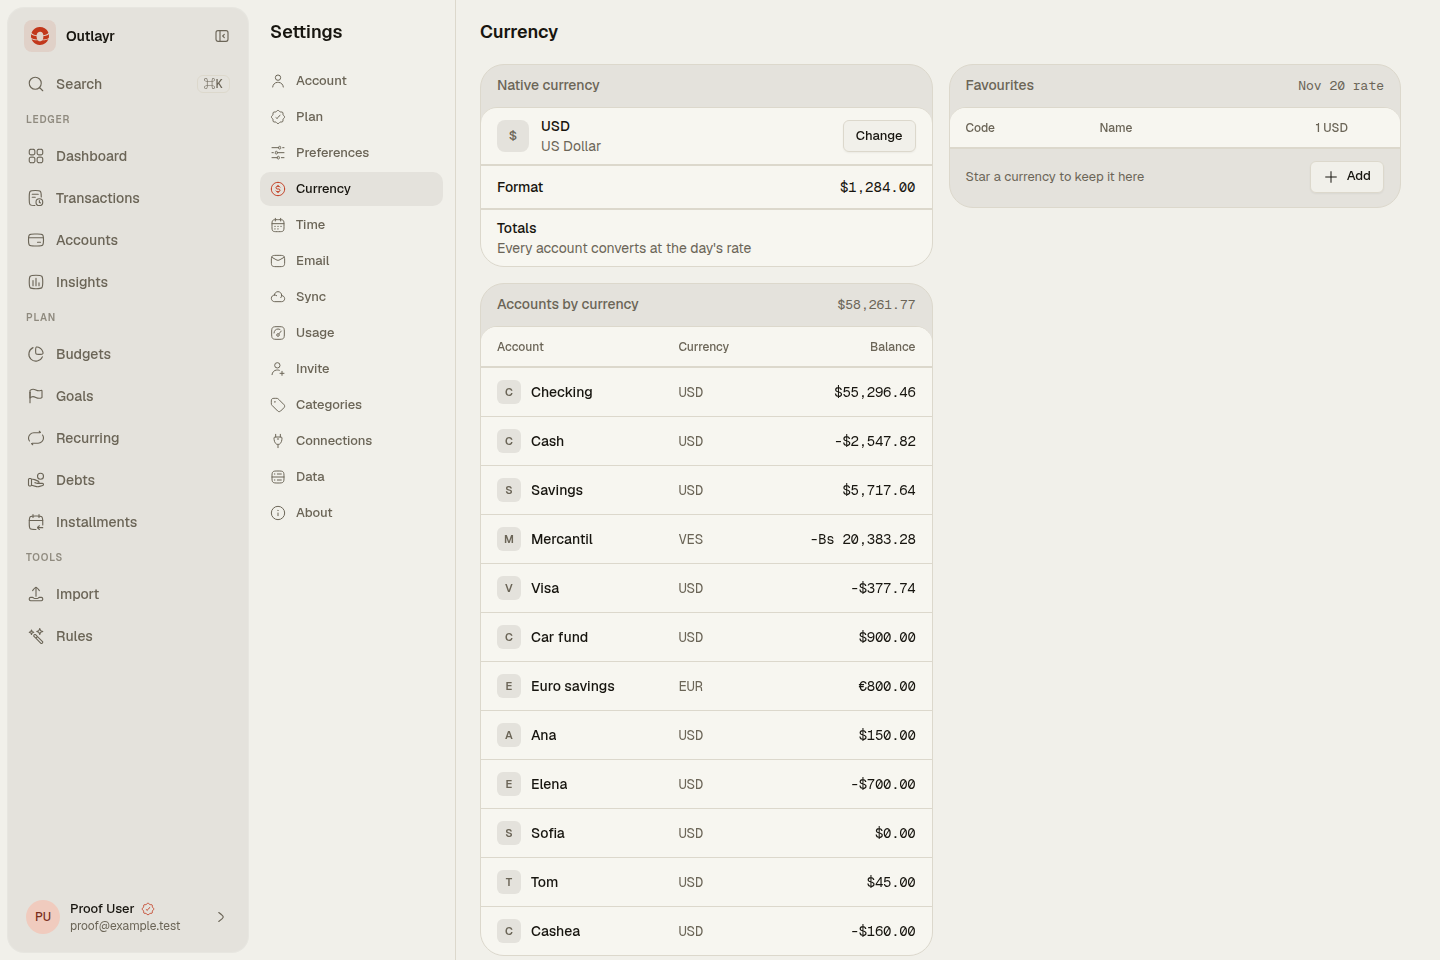 Outlayr
Search ⌘K
LEDGER
Dashboard
Transactions
Accounts
Insights
PLAN
Budgets
Goals
Recurring
Debts
Installments
TOOLS
Import
Rules
PU
Proof User
proof@example.test
Settings
Account
Plan
Preferences
Currency
Time
Email
Sync
Usage
Invite
Categories
Connections
Data
About
Currency
Native currency
$ USD
US Dollar
Change
Format $1,284.00
Totals
Every account converts at the day's rate
Accounts by currency $58,261.77
Account Currency Balance
C Checking USD $55,296.46
C Cash USD -$2,547.82
S Savings USD $5,717.64
M Mercantil VES -Bs 20,383.28
V Visa USD -$377.74
C Car fund USD $900.00
E Euro savings EUR €800.00
A Ana USD $150.00
E Elena USD -$700.00
S Sofia USD $0.00
T Tom USD $45.00
C Cashea USD -$160.00
Favourites Nov 20 rate
Code Name 1 USD
Star a currency to keep it here Add